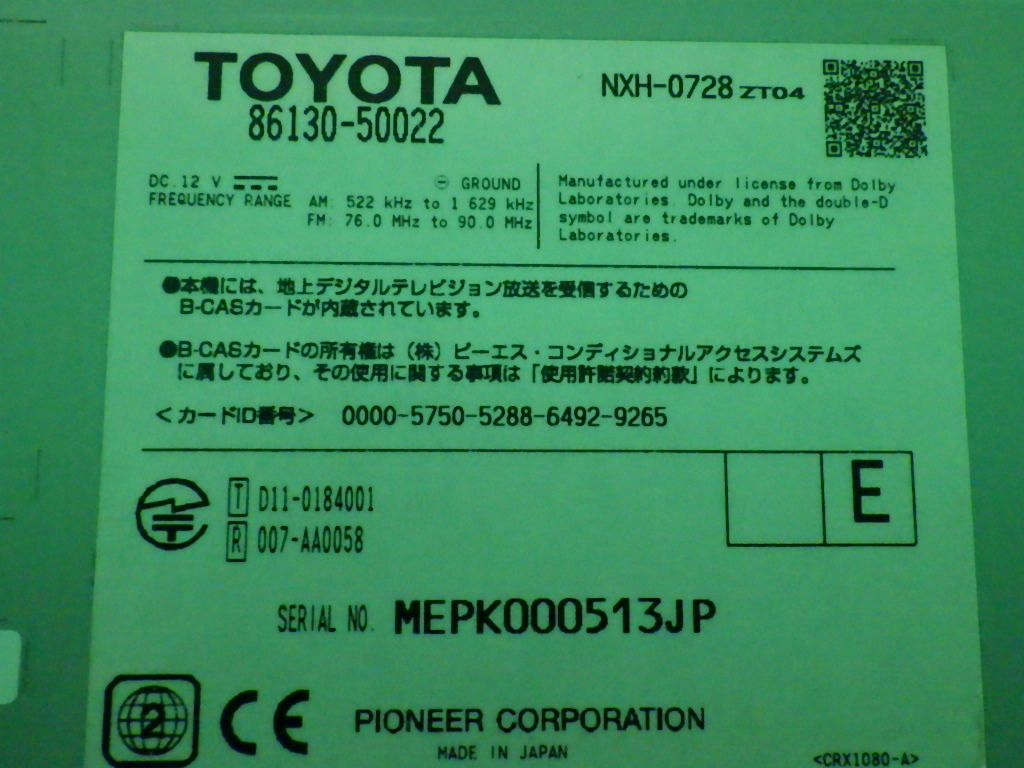 TOYOTA
86130-50022
NXH-0728 ZT04
DC 12 V ⊖ GROUND
FREQUENCY RANGE AM: 522 kHz to 1 629 kHz
FM: 76.0 MHz to 90.0 MHz
Manufactured under license from Dolby
Laboratories. Dolby and the double-D
symbol are trademarks of Dolby
Laboratories.
●本機には、地上デジタルテレビジョン放送を受信するための
B-CASカードが内蔵されています。
●B-CASカードの所有権は（株）ビーエス・コンディショナルアクセスシステムズ
に属しており、その使用に関する事項は「使用許諾契約約款」によります。
＜カードID番号＞ 0000-5750-5288-6492-9265
T D11-0184001
R 007-AA0058
E
SERIAL NO. MEPK000513JP
2 CE PIONEER CORPORATION
MADE IN JAPAN
<CRX1080-A>